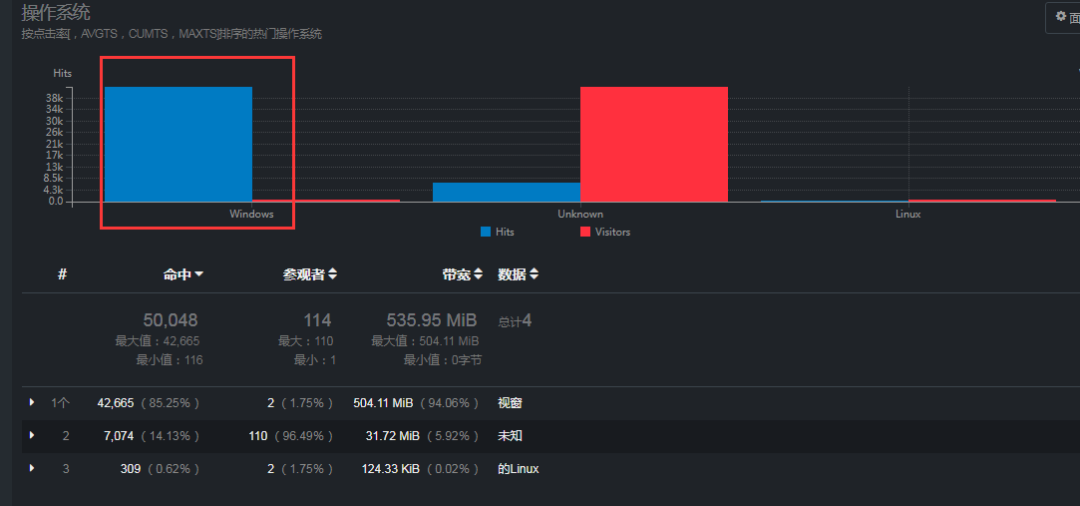 操作系统
按点击率[，AVGTS，CUMTS，MAXTS]排序的热门操作系统
面
Hits
38k
34k
30k
26k
21k
17k
13k
8.5k
4.3k
0.0
Windows
Unknown
Linux
Hits
Visitors
# 命中 参观者 带宽 数据
50,048 114 535.95 MiB 总计4
最大值：42,665 最大：110 最大值：504.11 MiB
最小值：116 最小：1 最小值：0字节
1个 42,665 ( 85.25% ) 2 ( 1.75% ) 504.11 MiB ( 94.06% ) 视窗
2 7,074 ( 14.13% ) 110 ( 96.49% ) 31.72 MiB ( 5.92% ) 未知
3 309 ( 0.62% ) 2 ( 1.75% ) 124.33 KiB ( 0.02% ) 的Linux